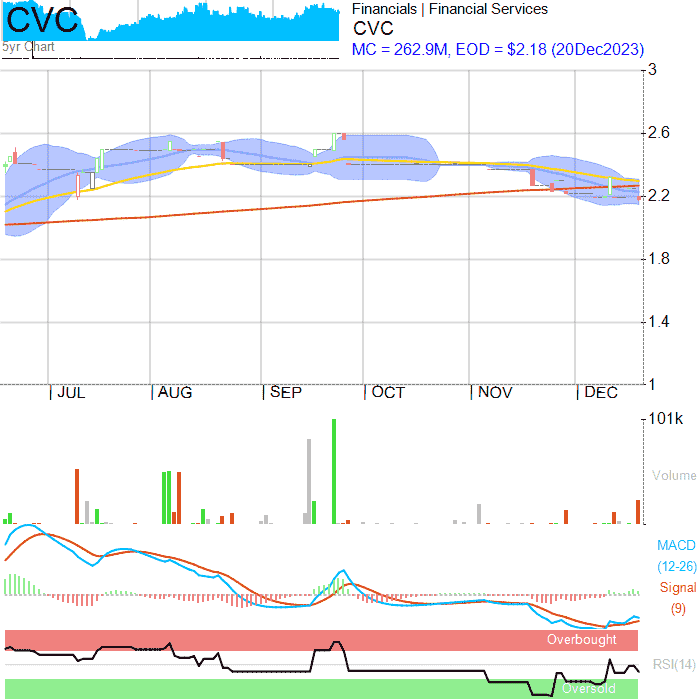 CVC
5yr Chart
Financials | Financial Services
CVC
MC = 262.9M, EOD = $2.18 (20Dec2023)
3
2.6
2.2
1.8
1.4
1
JUL AUG SEP OCT NOV DEC
101k
Volume
MACD
(12-26)
Signal
(9)
Overbought
RSI(14)
Oversold